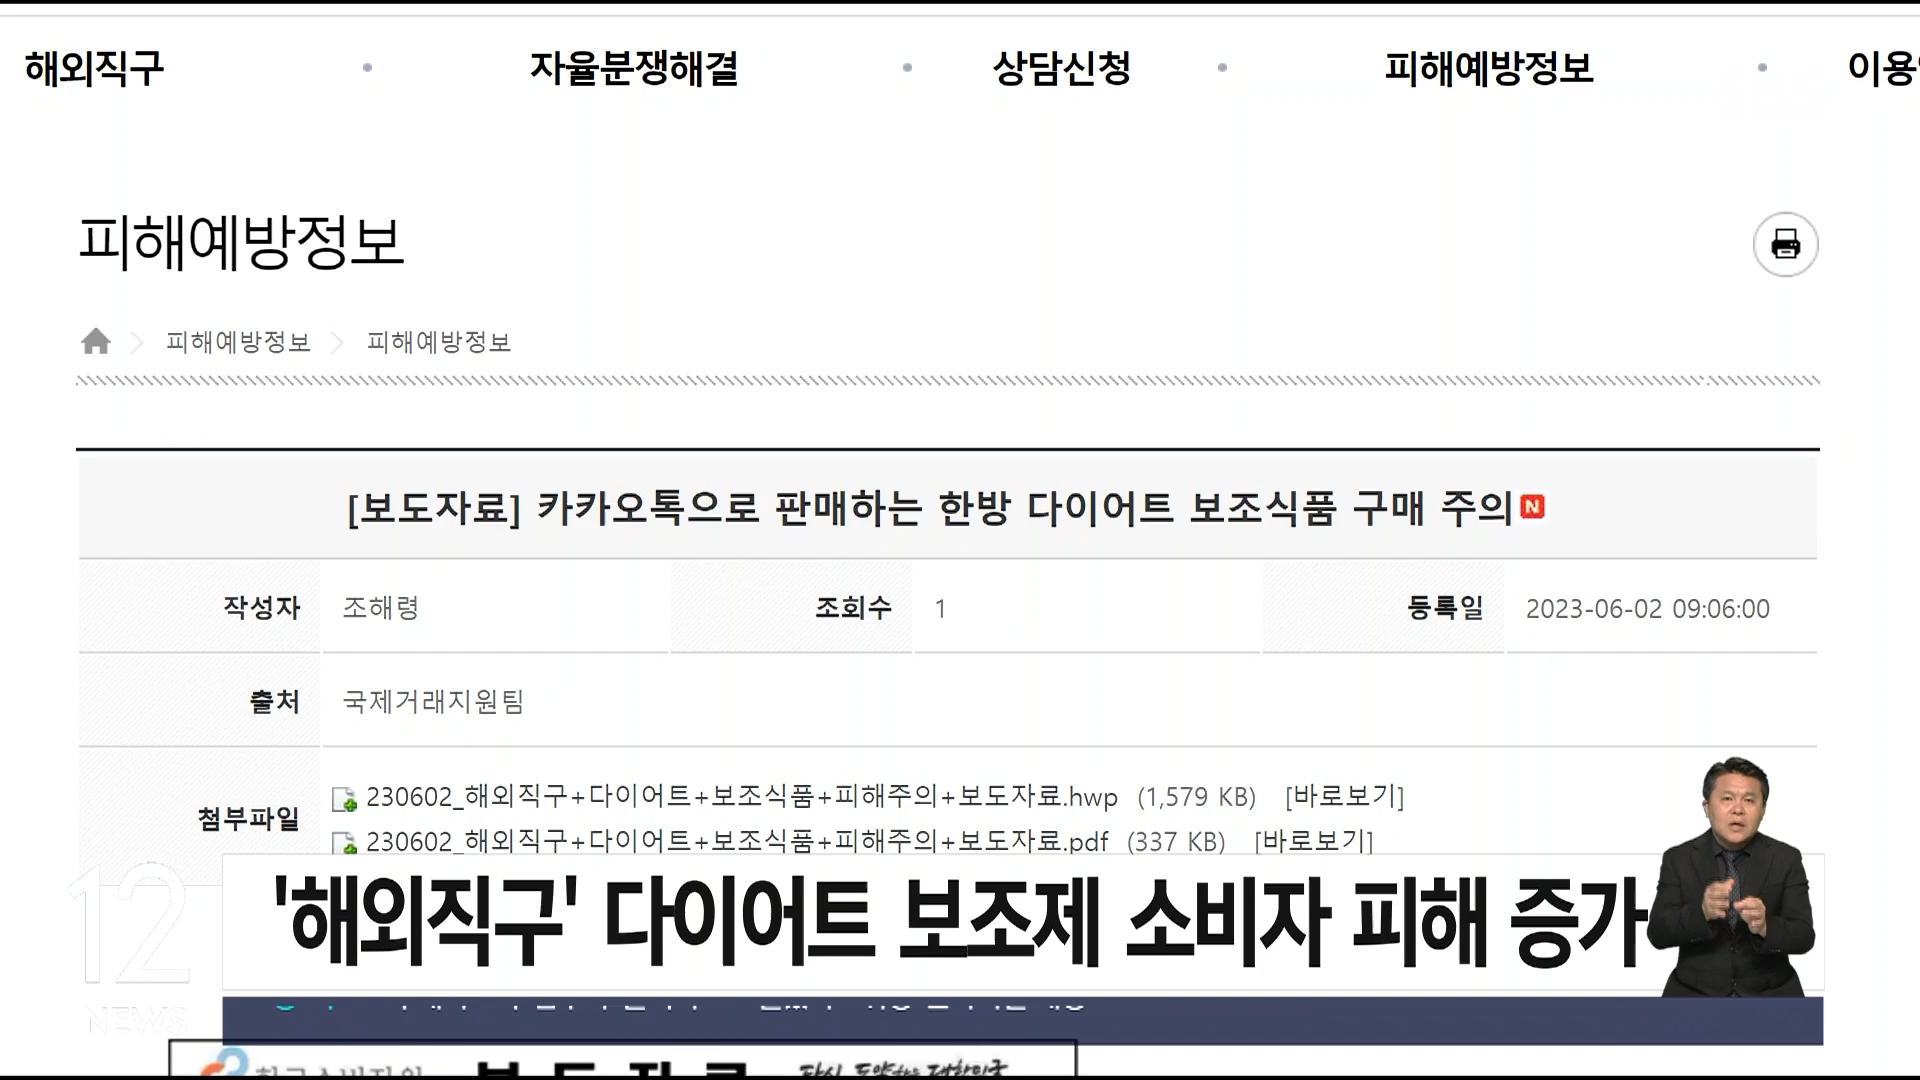 해외직구 • 자율분쟁해결 • 상담신청 • 피해예방정보 •
피해예방정보
피해예방정보 > 피해예방정보
[보도자료] 카카오톡으로 판매하는 한방 다이어트 보조식품 구매 주의 N
작성자 조해령 조회수 1 등록일 2023-06-02 09:06:00
출처 국제거래지원팀
첨부파일 230602_해외직구+다이어트+보조식품+피해주의+보도자료.hwp (1,579 KB) [바로보기]
230602_해외직구+다이어트+보조식품+피해주의+보도자료.pdf (337 KB) [바로보기]
12
NEWS
'해외직구' 다이어트 보조제 소비자 피해 증가